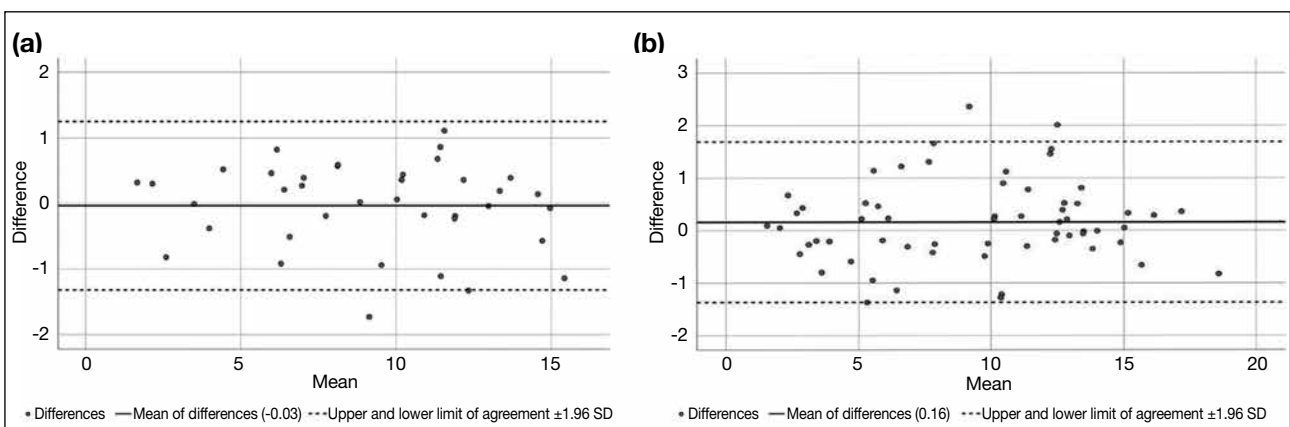 (a)
2
1
0
-1
-2
Difference
0 5 10 15
Mean
• Differences — Mean of differences (-0.03) ---- Upper and lower limit of agreement ±1.96 SD
(b)
3
2
1
0
-1
-2
Difference
0 5 10 15 20
Mean
• Differences — Mean of differences (0.16) ---- Upper and lower limit of agreement ±1.96 SD